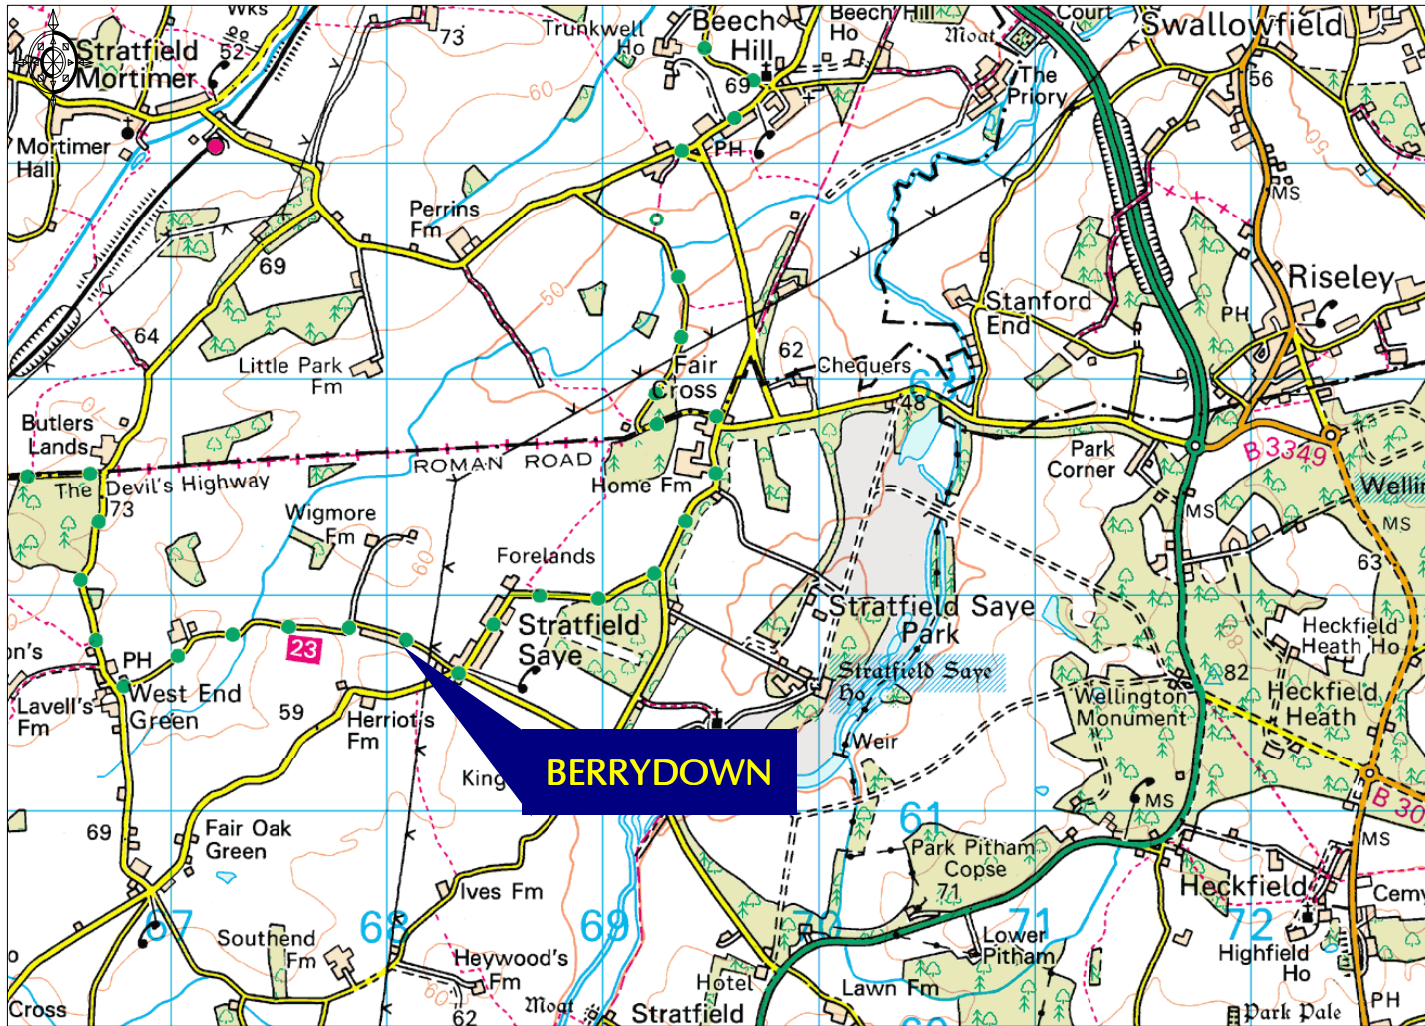 Wks
52
Stratfield
Mortimer
Mortimer
Hall
73
Trunkwell
Ho
Beech
Hill
69
PH
Beech Hill
Ho
Moat
Court
The
Priory
Swallowfield
56
MS
60
50
Perrins
Fm
69
64
Little Park
Fm
70
50
Fair
Cross
62
Chequers
63
48
Stanford
End
Riseley
PH
Butlers
Lands
The Devil's Highway
73
ROMAN ROAD
Home Fm
Park
Corner
B 3349
MS
MS
63
Wigmore
Fm
60
Forelands
Stratfield
Saye
23
Stratfield Saye
Park
Stratfield Saye
Ho
Weir
PH
West End
Green
Lavell's
Fm
59
Herriot's
Fm
BERRYDOWN
Wellington
Monument
82
Heckfield
Heath Ho
Heckfield
Heath
MS
69
Fair Oak
Green
61
Park Pitham
Copse
71
Heckfield
MS
67
68
69
70
71
72
Ives Fm
Southend
Fm
Heywood's
Fm
62
Moat
Hotel
Stratfield
Lawn Fm
Lower
Pitham
Highfield
Ho
PH
Park Pale
Cross